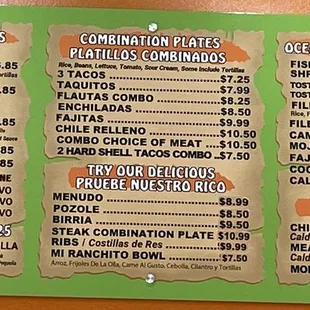 COMBINATION PLATES
PLATILLOS COMBINADOS
Rice, Beans, Lettuce, Tomato, Sour Cream, Some Include Tortillas
3 TACOS $7.25
TAQUITOS $7.99
FLAUTAS COMBO $8.25
ENCHILADAS $8.50
FAJITAS $9.99
CHILE RELLENO $10.50
COMBO CHOICE OF MEAT $10.50
2 HARD SHELL TACOS COMBO $7.50
TRY OUR DELICIOUS
PRUEBE NUESTRO RICO
MENUDO $8.99
POZOLE $8.50
BIRRIA $9.50
STEAK COMBINATION PLATE $10.99
RIBS / Costillas de Res $9.99
MI RANCHITO BOWL $7.50
Arroz, Frijoles De La Olla, Carne Al Gusto, Cebolla, Cilantro y Tortillas